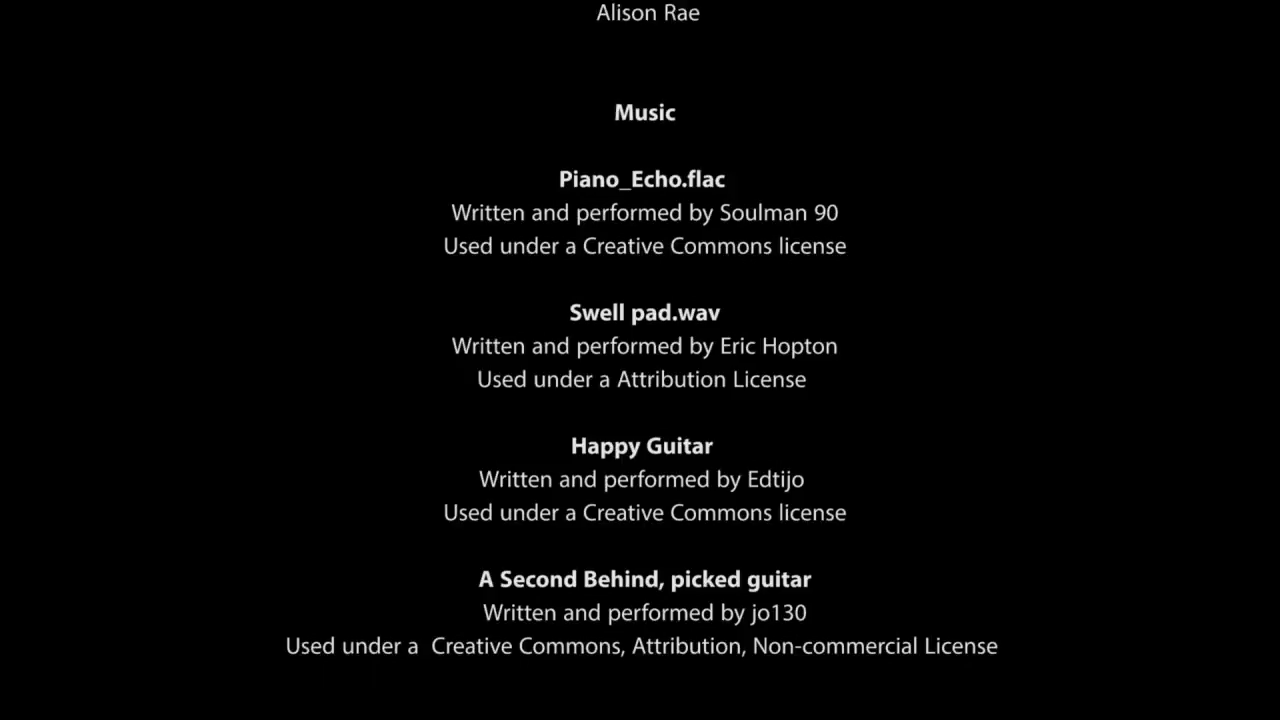 Alison Rae
Music
Piano_Echo.flac
Written and performed by Soulman 90
Used under a Creative Commons license
Swell pad.wav
Written and performed by Eric Hopton
Used under a Attribution License
Happy Guitar
Written and performed by Edtijo
Used under a Creative Commons license
A Second Behind, picked guitar
Written and performed by jo130
Used under a  Creative Commons, Attribution, Non-commercial License